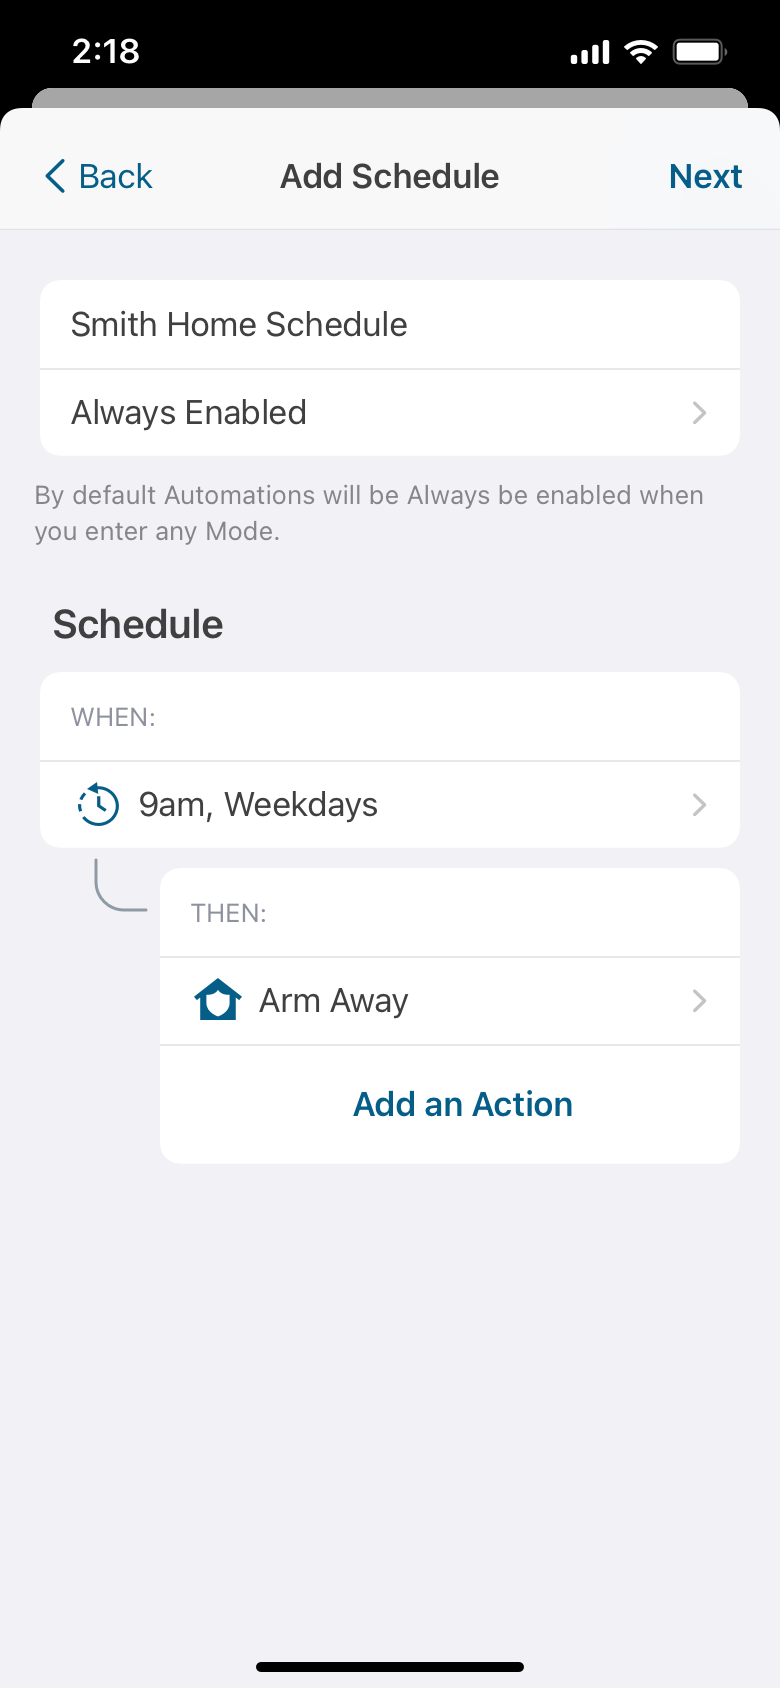 2:18
Back
Add Schedule
Next
Smith Home Schedule
Always Enabled
By default Automations will be Always be enabled when
you enter any Mode.
Schedule
WHEN:
9am, Weekdays
THEN:
Arm Away
Add an Action